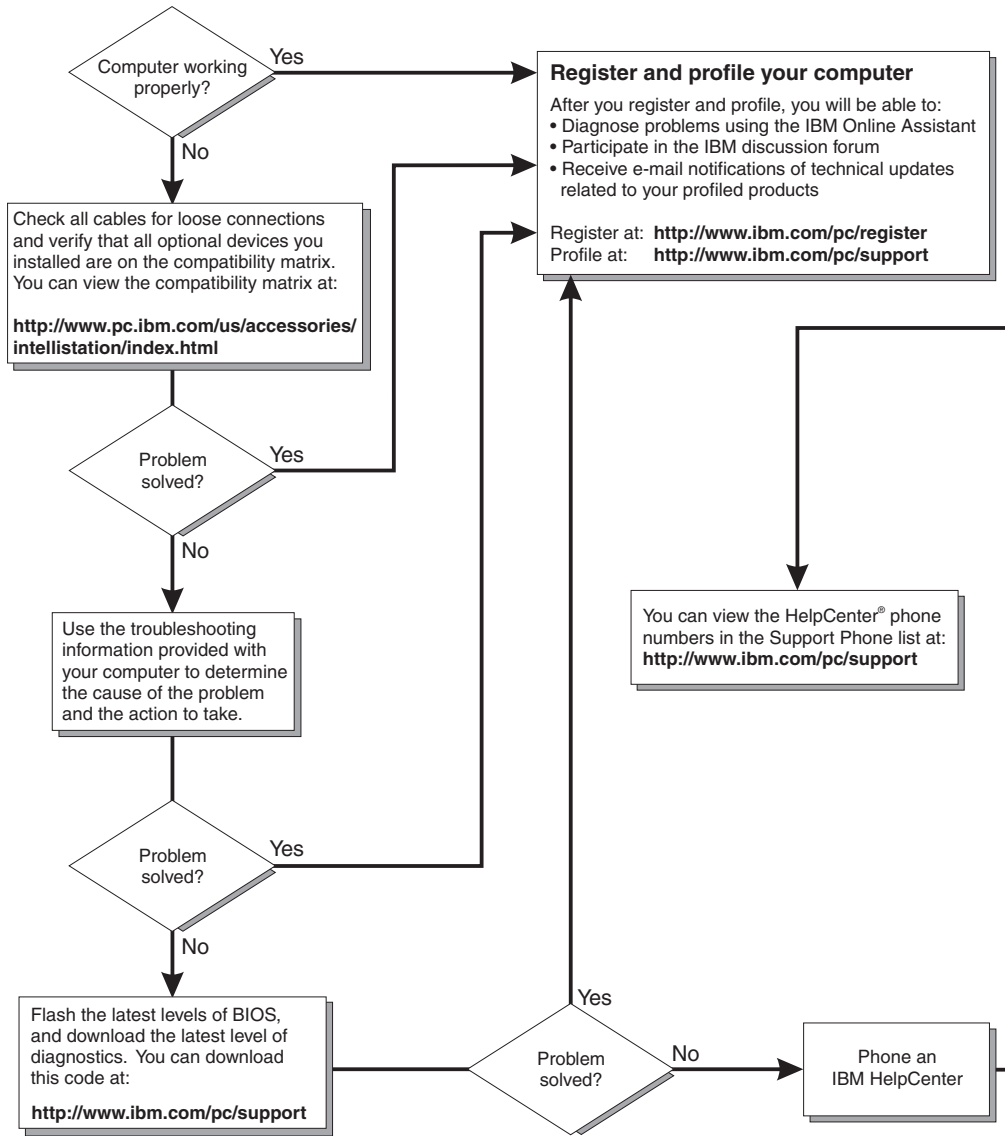 Computer working
properly?
Yes
No
Register and profile your computer
After you register and profile, you will be able to:
• Diagnose problems using the IBM Online Assistant
• Participate in the IBM discussion forum
• Receive e-mail notifications of technical updates
related to your profiled products
Register at: http://www.ibm.com/pc/register
Profile at: http://www.ibm.com/pc/support
Check all cables for loose connections
and verify that all optional devices you
installed are on the compatibility matrix.
You can view the compatibility matrix at:
http://www.pc.ibm.com/us/accessories/
intellistation/index.html
Problem
solved?
Yes
No
Use the troubleshooting
information provided with
your computer to determine
the cause of the problem
and the action to take.
You can view the HelpCenter® phone
numbers in the Support Phone list at:
http://www.ibm.com/pc/support
Problem
solved?
Yes
No
Flash the latest levels of BIOS,
and download the latest level of
diagnostics. You can download
this code at:
http://www.ibm.com/pc/support
Problem
solved?
Yes
No
Phone an
IBM HelpCenter